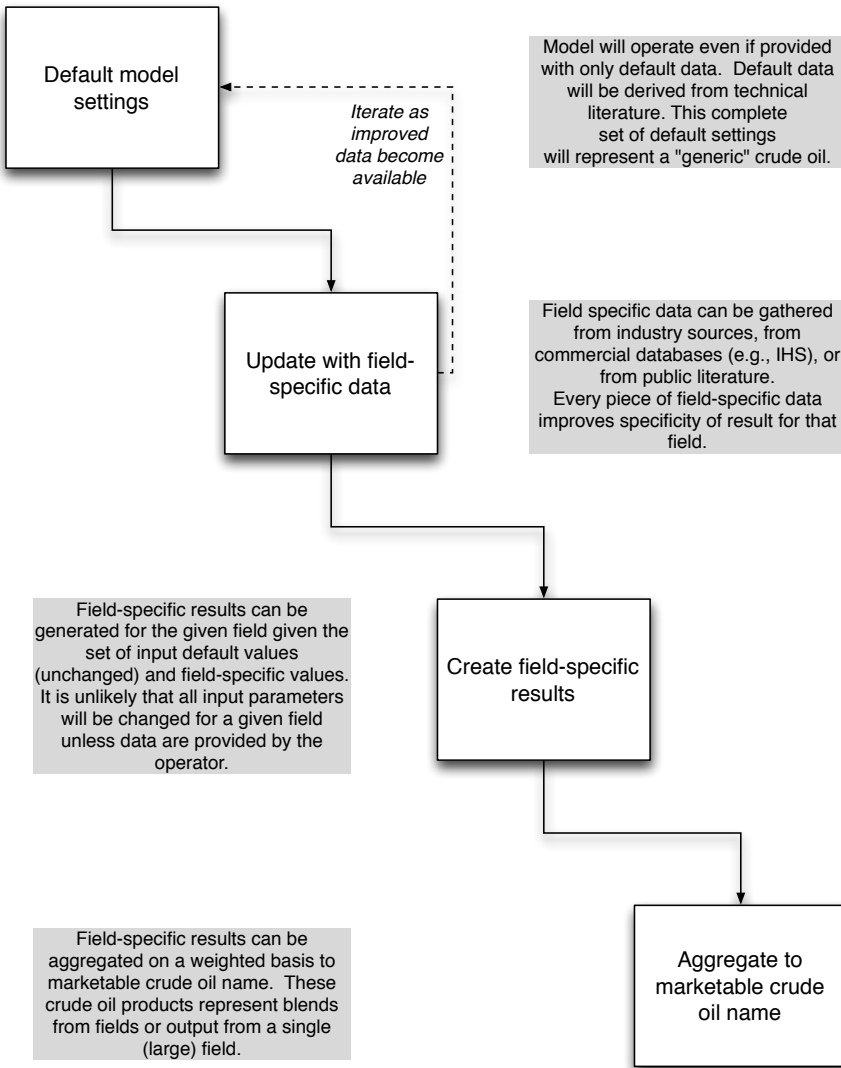 Default model
settings
Iterate as
improved
data become
available
Model will operate even if provided
with only default data.  Default data
will be derived from technical
literature. This complete
set of default settings
will represent a "generic" crude oil.
Update with field-
specific data
Field specific data can be gathered
from industry sources, from
commercial databases (e.g., IHS), or
from public literature.
Every piece of field-specific data
improves specificity of result for that
field.
Field-specific results can be
generated for the given field given the
set of input default values
(unchanged) and field-specific values.
It is unlikely that all input parameters
will be changed for a given field
unless data are provided by the
operator.
Create field-specific
results
Field-specific results can be
aggregated on a weighted basis to
marketable crude oil name.  These
crude oil products represent blends
from fields or output from a single
(large) field.
Aggregate to
marketable crude
oil name